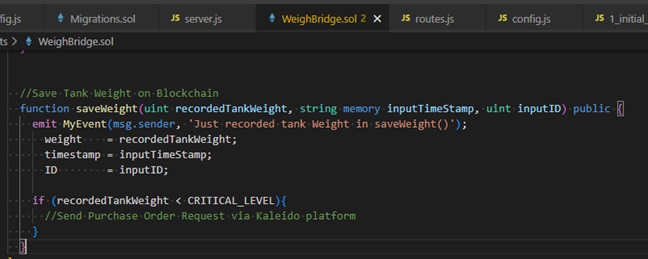 fig.js Migrations.sol JS server.js WeighBridge.sol 2 × JS routes.js JS config.js 1_initial_
ts > WeighBridge.sol
}
//Save Tank Weight on Blockchain
function saveWeight(uint recordedTankWeight, string memory inputTimeStamp, uint inputID) public {
emit MyEvent(msg.sender, 'Just recorded tank Weight in saveWeight()');
weight = recordedTankWeight;
timestamp = inputTimeStamp;
ID = inputID;
if (recordedTankWeight < CRITICAL_LEVEL){
//Send Purchase Order Request via Kaleido platform
}
}
}